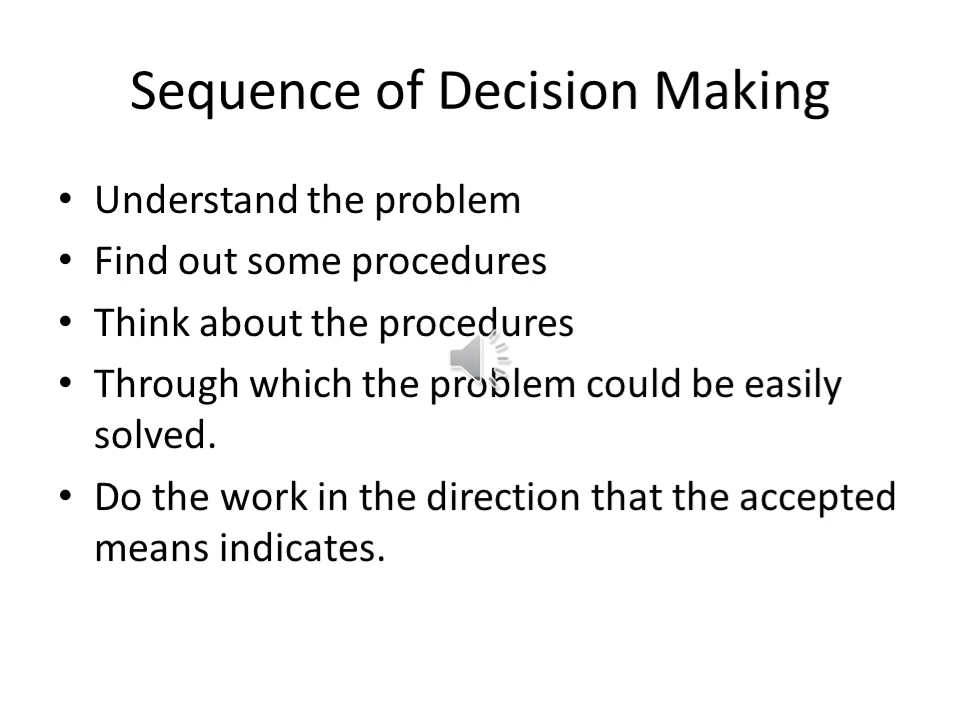 Sequence of Decision Making
• Understand the problem
• Find out some procedures
• Think about the procedures
• Through which the problem could be easily
solved.
• Do the work in the direction that the accepted
means indicates.